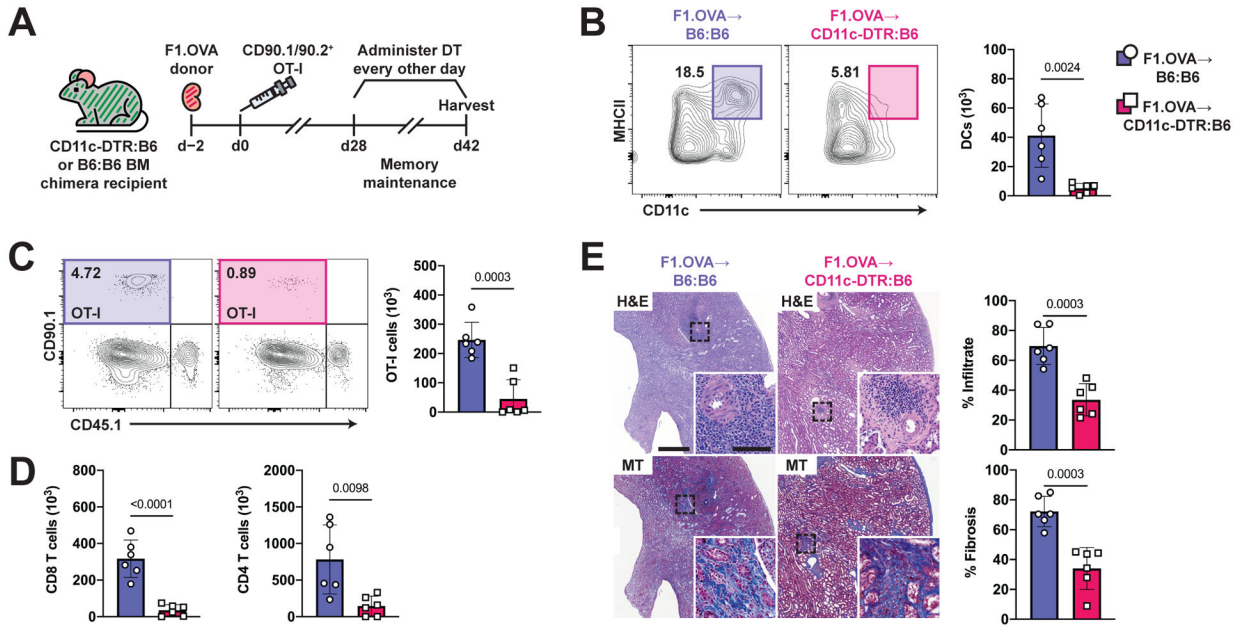 A
F1.OVA
donor
CD90.1/90.2⁺
OT-I
Administer DT
every other day
Harvest
d−2
d0
d28
d42
CD11c-DTR:B6
or B6:B6 BM
chimera recipient
Memory
maintenance
B
F1.OVA→
B6:B6
F1.OVA→
CD11c-DTR:B6
18.5
5.81
MHCII
CD11c
DCs (10³)
100
80
60
40
20
0
0.0024
F1.OVA→
B6:B6
F1.OVA→
CD11c-DTR:B6
C
4.72
OT-I
0.89
OT-I
CD90.1
CD45.1
OT-I cells (10³)
500
400
300
200
100
0
0.0003
D
CD8 T cells (10³)
800
600
400
200
0
<0.0001
CD4 T cells (10³)
2000
1500
1000
500
0
0.0098
E
F1.OVA→
B6:B6
F1.OVA→
CD11c-DTR:B6
H&E
H&E
MT
MT
% Infiltrate
100
80
60
40
20
0
0.0003
% Fibrosis
100
80
60
40
20
0
0.0003